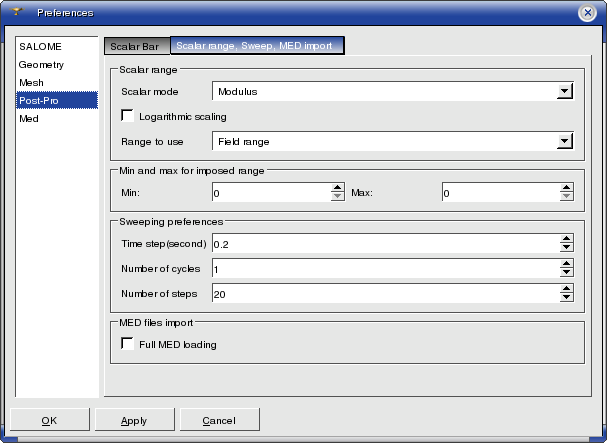 Preferences
SALOME
Geometry
Mesh
Post-Pro
Med
Scalar Bar
Scalar range, Sweep, MED import
Scalar range
Scalar mode
Modulus
Logarithmic scaling
Range to use
Field range
Min and max for imposed range
Min:
0
Max:
0
Sweeping preferences
Time step(second)
0.2
Number of cycles
1
Number of steps
20
MED files import
Full MED loading
OK
Apply
Cancel